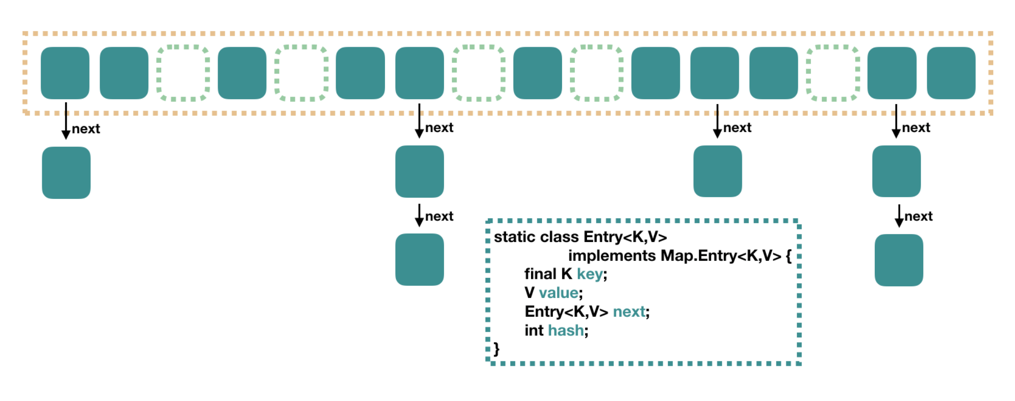 next
next
next
next
next
next
static class Entry<K,V>
implements Map.Entry<K,V> {
final K key;
V value;
Entry<K,V> next;
int hash;
}